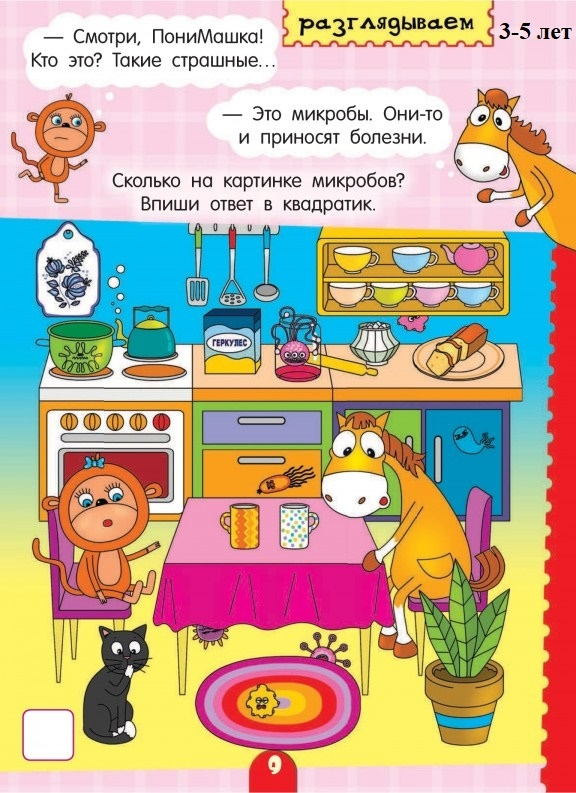 разглядываем
3-5 лет
— Смотри, ПониМашка!
Кто это? Такие страшные...
— Это микробы. Они-то
и приносят болезни.
Сколько на картинке микробов?
Впиши ответ в квадратик.
ГЕРКУЛЕС
9